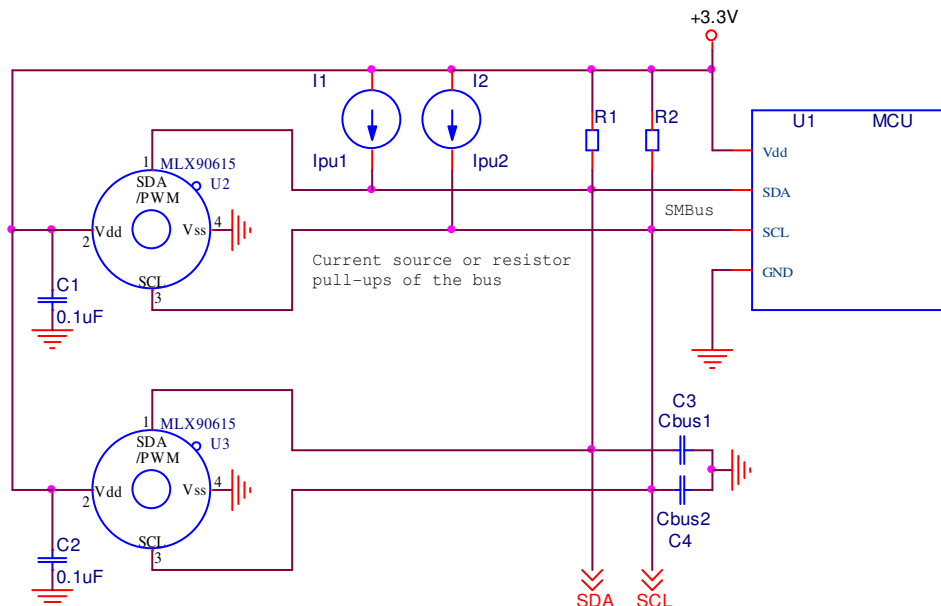 +3.3V
I1
I2
R1
R2
U1 MCU
Ipu1
Ipu2
Vdd
SDA
SCL
GND
SMBus
1
MLX90615
U2
SDA
/PWM
Vdd
2
Vss
4
SCL
3
Current source or resistor
pull-ups of the bus
C1
0.1uF
1
MLX90615
U3
SDA
/PWM
Vdd
2
Vss
4
SCL
3
C3
Cbus1
Cbus2
C4
C2
0.1uF
SDA
SCL